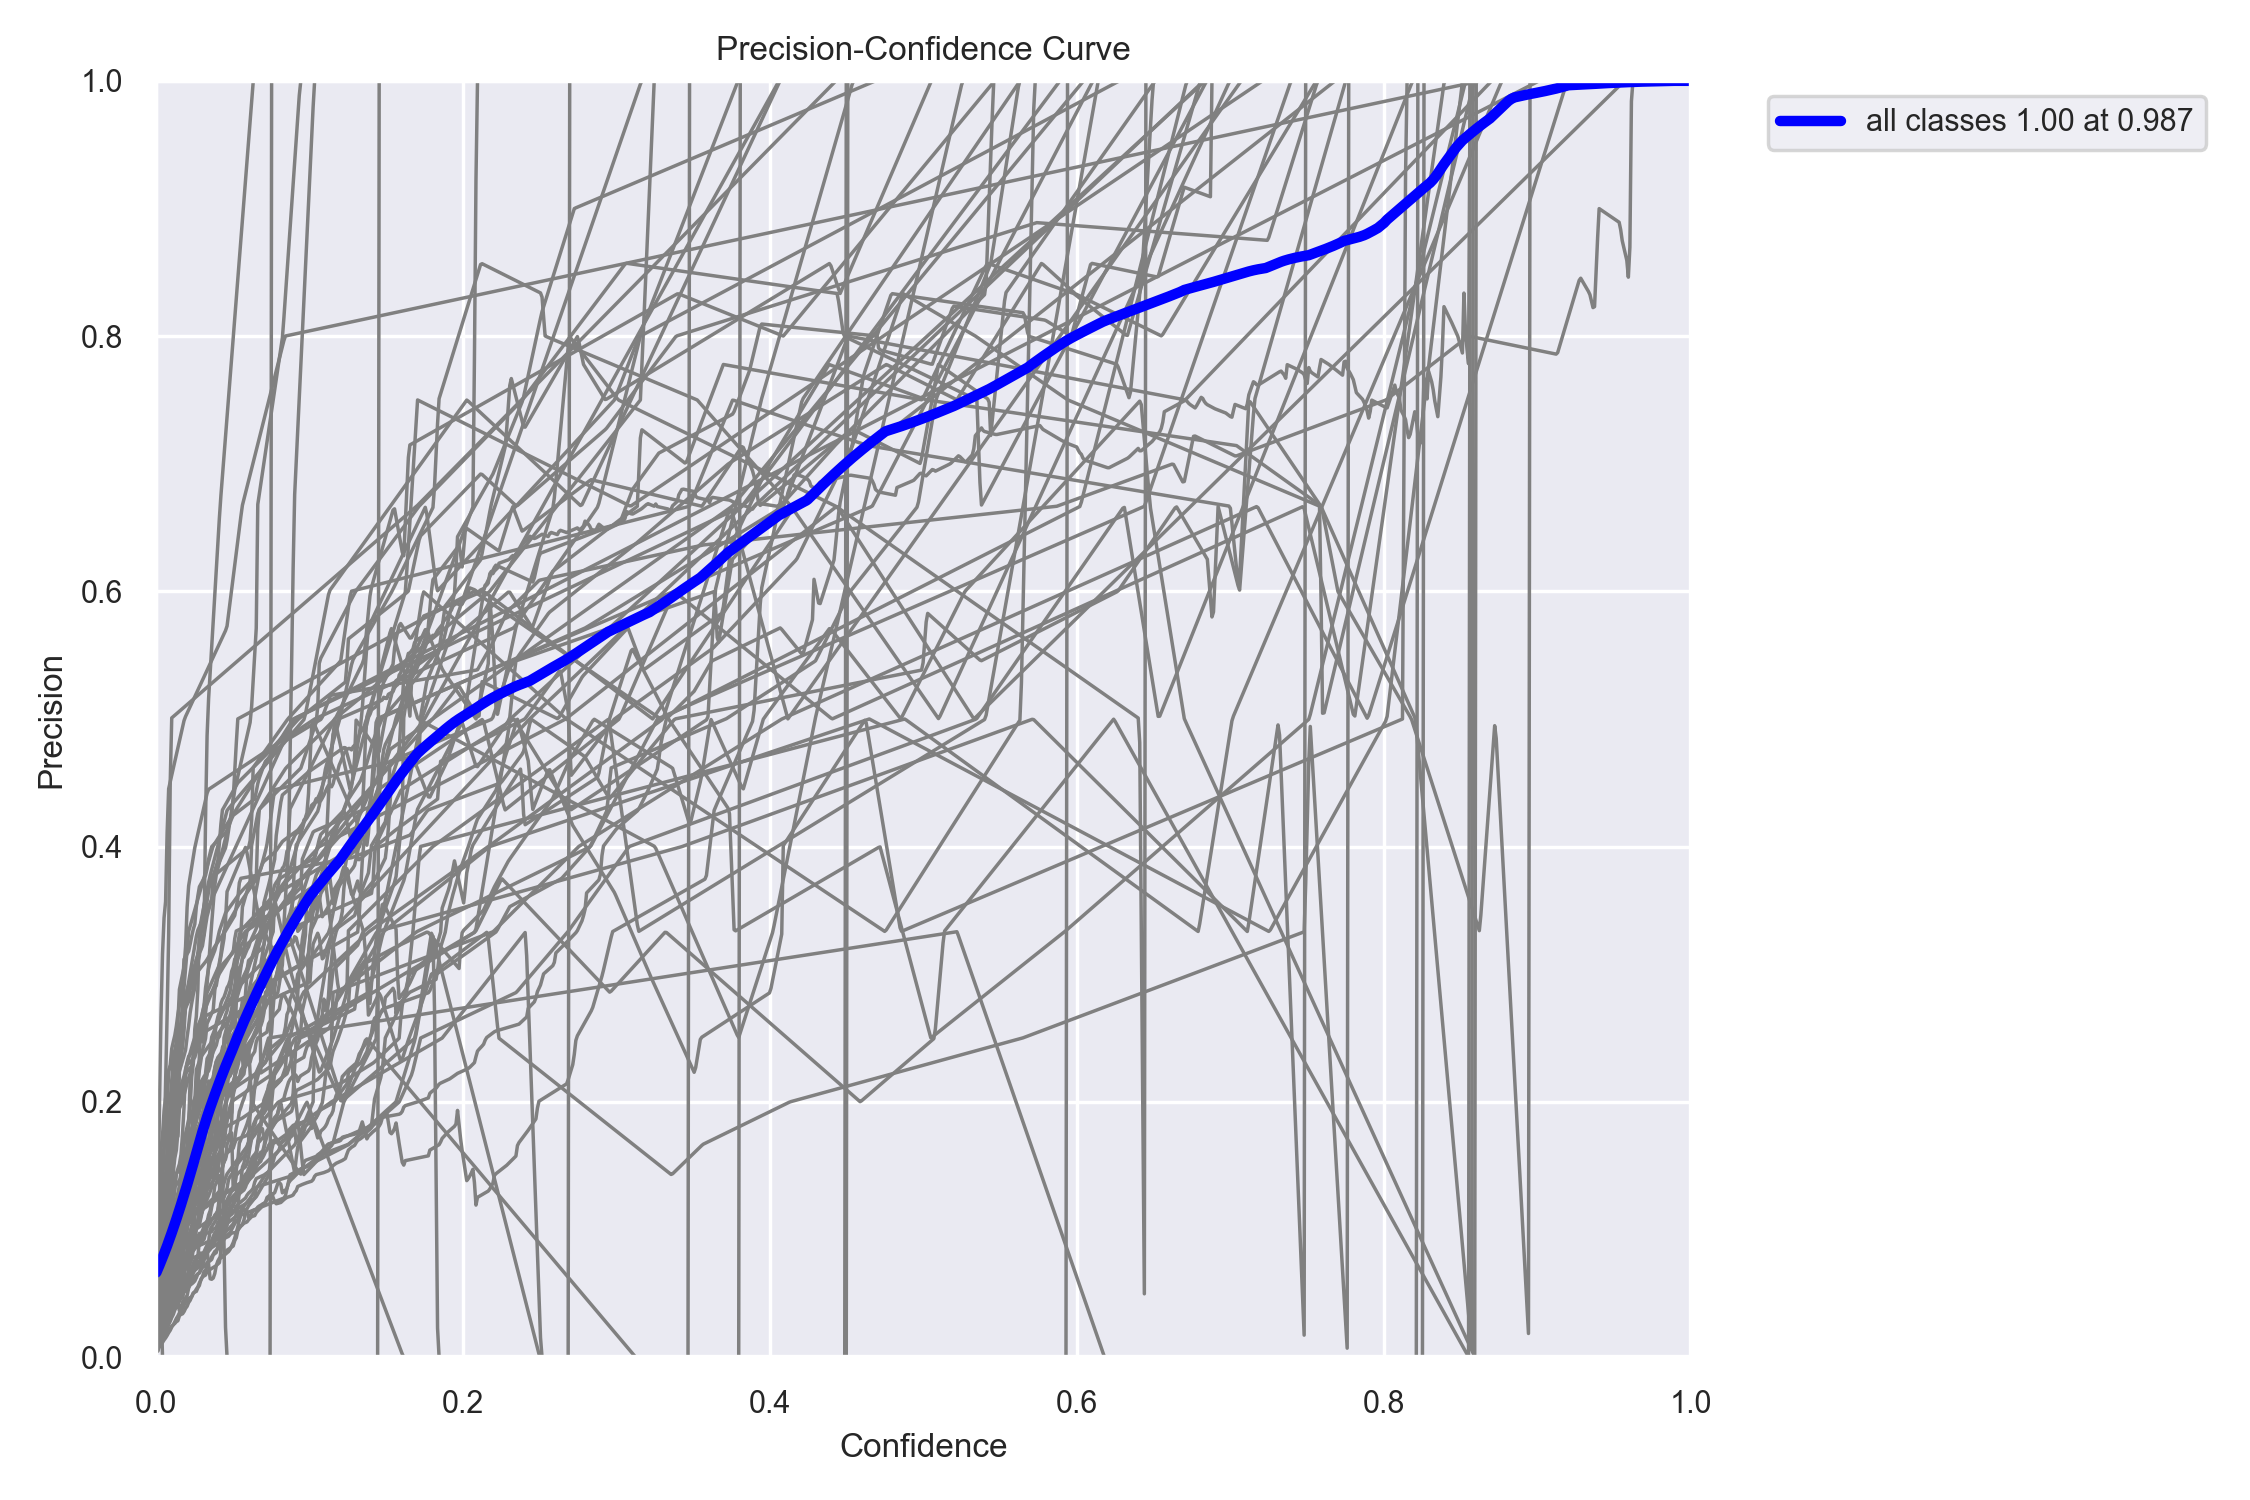 Precision-Confidence Curve
1.0
0.8
0.6
0.4
0.2
0.0
Precision
0.0 0.2 0.4 0.6 0.8 1.0
Confidence
all classes 1.00 at 0.987